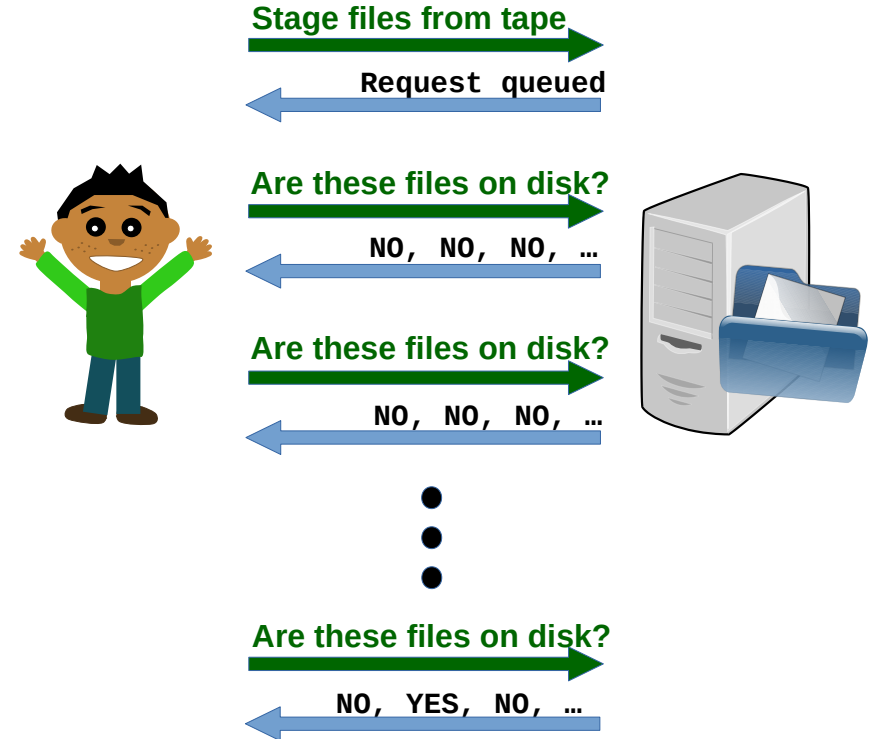 Stage files from tape
Request queued
Are these files on disk?
NO, NO, NO, …
Are these files on disk?
NO, NO, NO, …
Are these files on disk?
NO, YES, NO, …